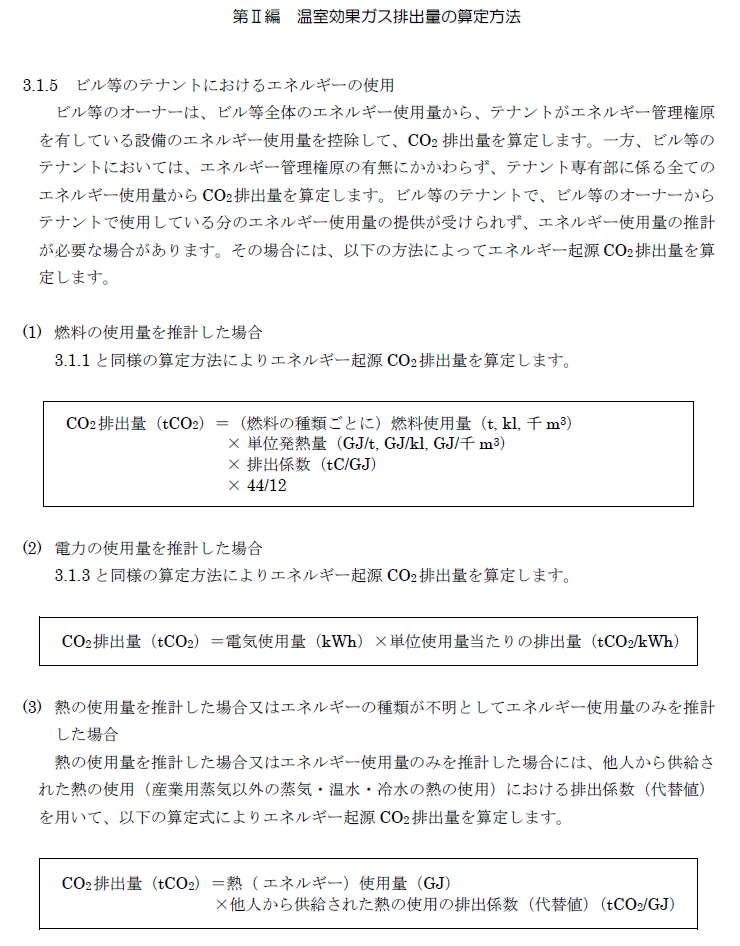 第Ⅱ編　温室効果ガス排出量の算定方法
3.1.5　ビル等のテナントにおけるエネルギーの使用
ビル等のオーナーは、ビル等全体のエネルギー使用量から、テナントがエネルギー管理権原
を有している設備のエネルギー使用量を控除して、CO2 排出量を算定します。一方、ビル等の
テナントにおいては、エネルギー管理権原の有無にかかわらず、テナント専有部に係る全ての
エネルギー使用量から CO2排出量を算定します。ビル等のテナントで、ビル等のオーナーから
テナントで使用している分のエネルギー使用量の提供が受けられず、エネルギー使用量の推計
が必要な場合があります。その場合には、以下の方法によってエネルギー起源 CO2排出量を算
定します。
(1)　燃料の使用量を推計した場合
3.1.1 と同様の算定方法によりエネルギー起源 CO2排出量を算定します。
CO2排出量（tCO2）＝（燃料の種類ごとに）燃料使用量（t, kl, 千 m³）
× 単位発熱量（GJ/t, GJ/kl, GJ/千 m³）
× 排出係数（tC/GJ）
× 44/12
(2)　電力の使用量を推計した場合
3.1.3 と同様の算定方法によりエネルギー起源 CO2排出量を算定します。
CO2排出量（tCO2）＝電気使用量（kWh）×単位使用量当たりの排出量（tCO2/kWh）
(3)　熱の使用量を推計した場合又はエネルギーの種類が不明としてエネルギー使用量のみを推計
した場合
熱の使用量を推計した場合又はエネルギー使用量のみを推計した場合には、他人から供給さ
れた熱の使用（産業用蒸気以外の蒸気・温水・冷水の熱の使用）における排出係数（代替値）
を用いて、以下の算定式によりエネルギー起源 CO2排出量を算定します。
CO2排出量（tCO2）＝熱（ エネルギー）使用量（GJ）
×他人から供給された熱の使用の排出係数（代替値）（tCO2/GJ）